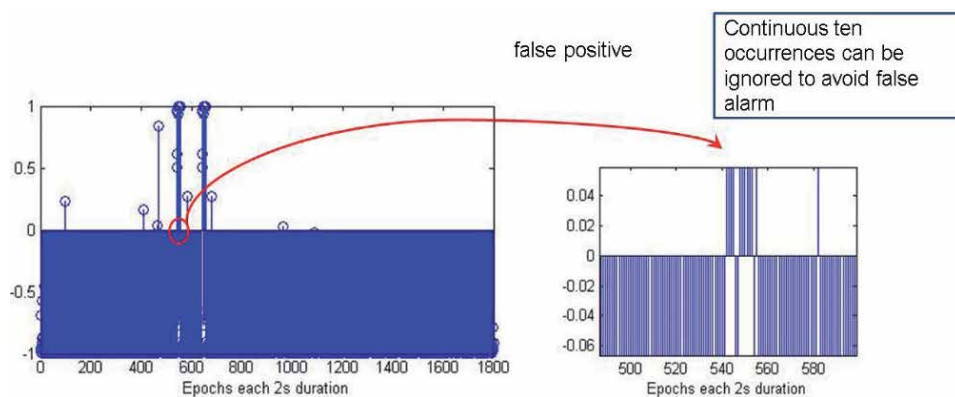 false positive
Continuous ten
occurrences can be
ignored to avoid false
alarm
1
0.5
0
-0.5
-1
0 200 400 600 800 1000 1200 1400 1600 1800
Epochs each 2s duration
0.04
0.02
0
-0.02
-0.04
-0.06
500 520 540 560 580
Epochs each 2s duration